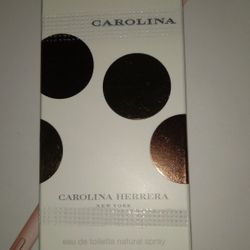 CAROLINA
CAROLINA HERRERA
NEW YORK
eau de toilette natural spray